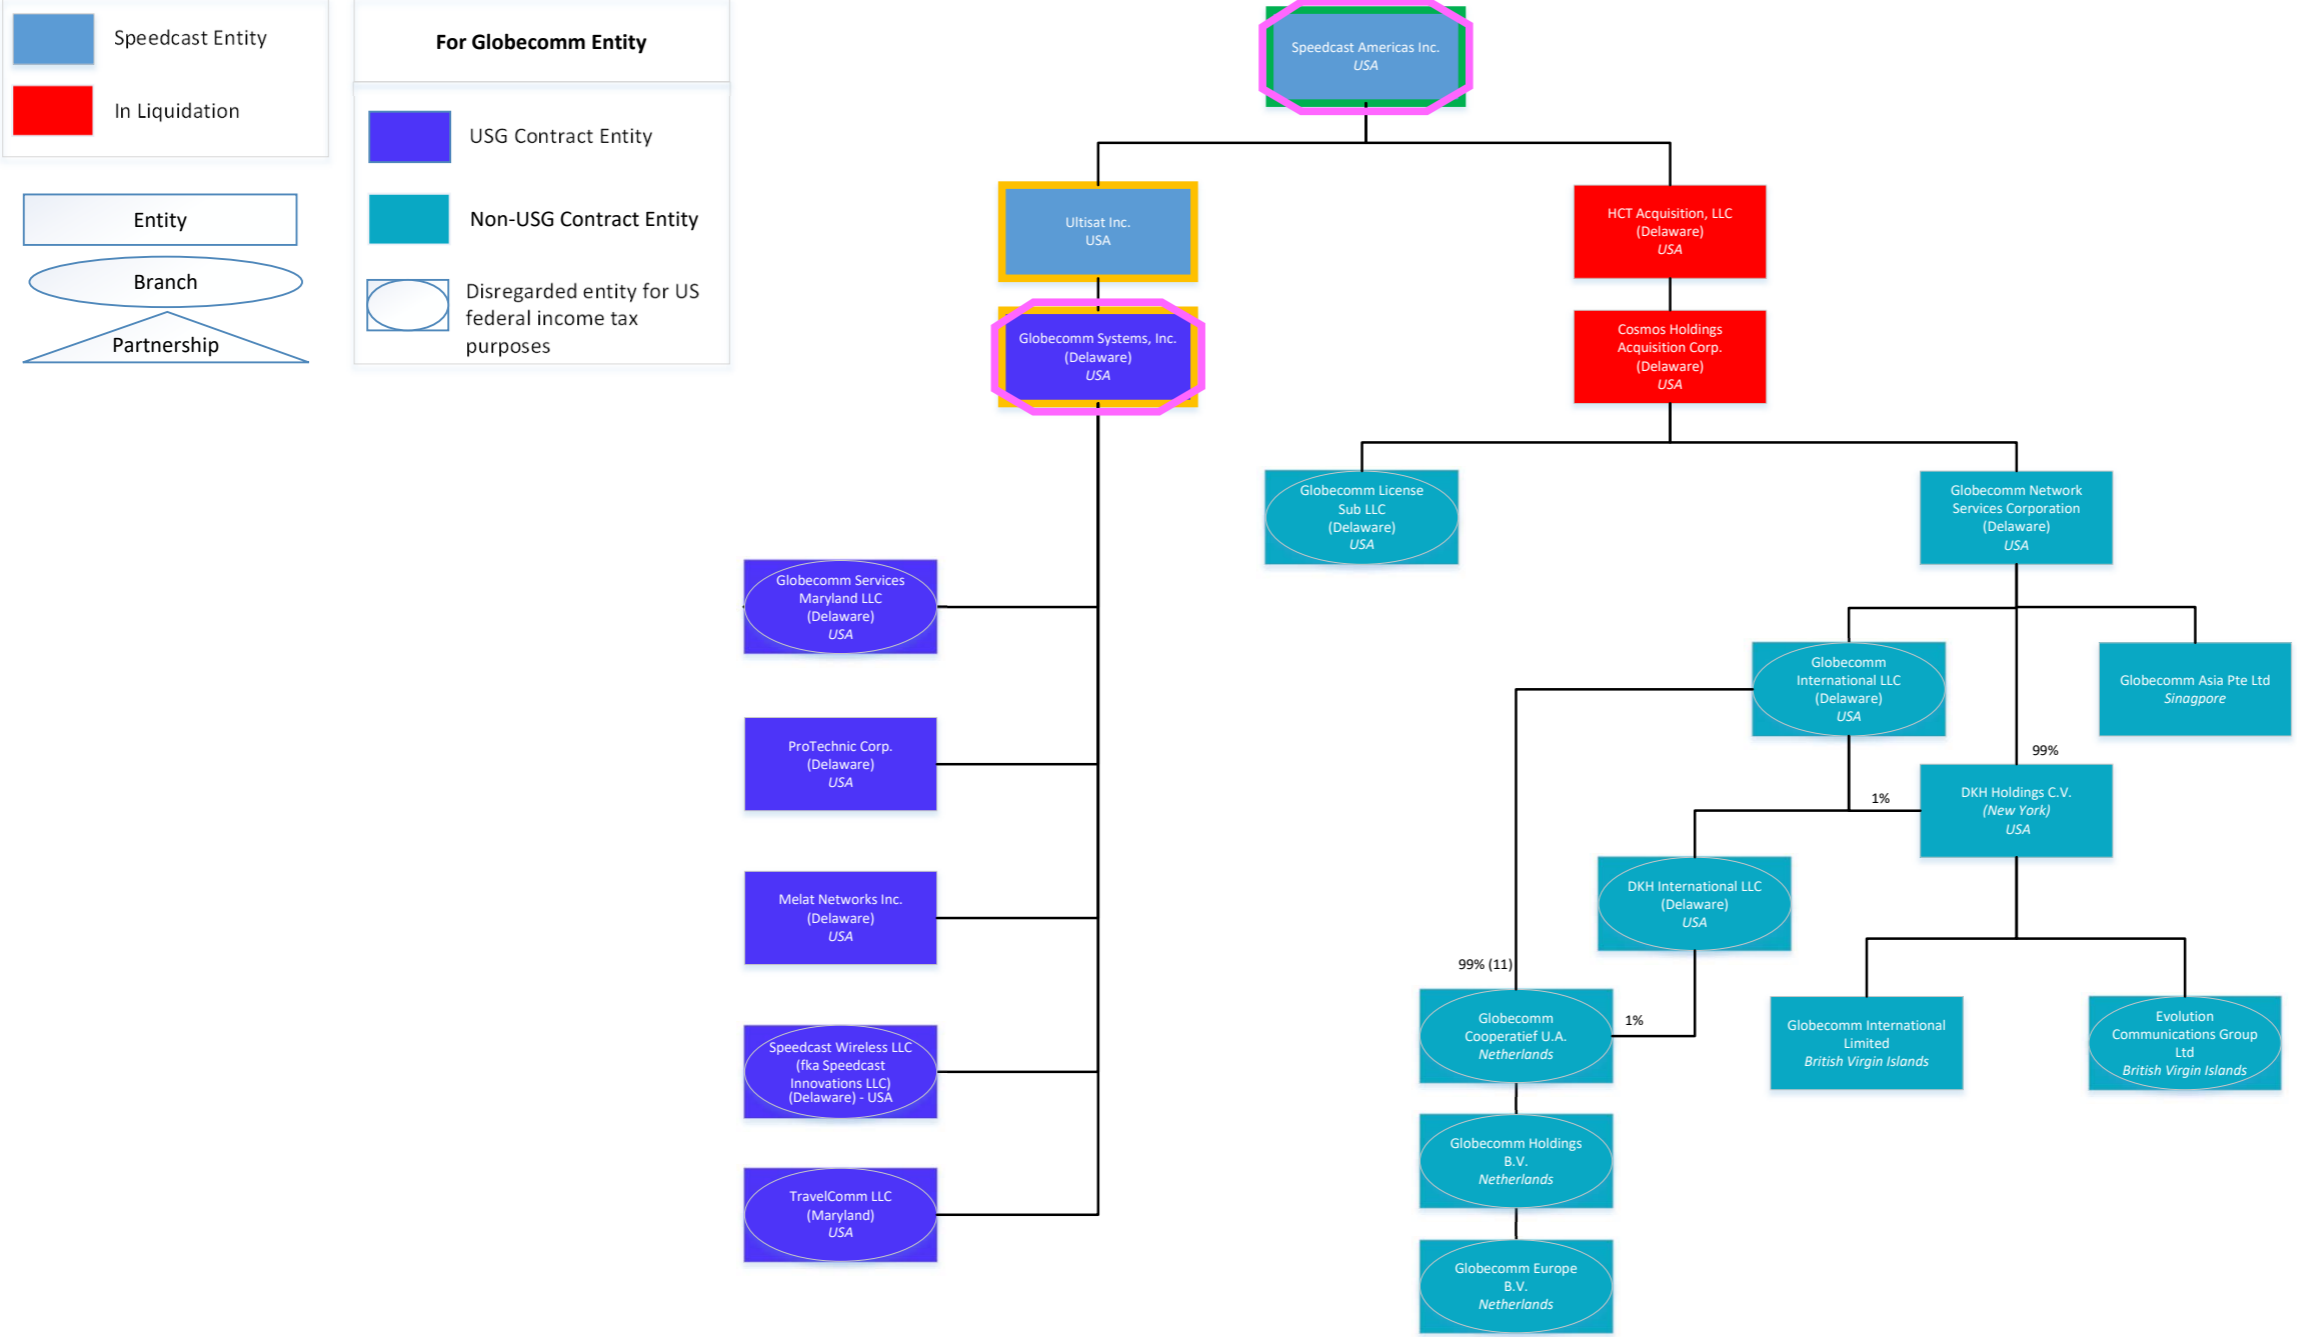 Speedcast Entity
In Liquidation
Entity
Branch
Partnership
For Globecomm Entity
USG Contract Entity
Non-USG Contract Entity
Disregarded entity for US
federal income tax
purposes
Speedcast Americas Inc.
USA
Ultisat Inc.
USA
HCT Acquisition, LLC
(Delaware)
USA
Globecomm Systems, Inc.
(Delaware)
USA
Cosmos Holdings
Acquisition Corp.
(Delaware)
USA
Globecomm License
Sub LLC
(Delaware)
USA
Globecomm Network
Services Corporation
(Delaware)
USA
Globecomm Services
Maryland LLC
(Delaware)
USA
ProTechnic Corp.
(Delaware)
USA
Melat Networks Inc.
(Delaware)
USA
Speedcast Wireless LLC
(fka Speedcast
Innovations LLC)
(Delaware) - USA
TravelComm LLC
(Maryland)
USA
Globecomm
International LLC
(Delaware)
USA
Globecomm Asia Pte Ltd
Sinagpore
99%
1%
DKH Holdings C.V.
(New York)
USA
DKH International LLC
(Delaware)
USA
99% (11)
1%
Globecomm
Cooperatief U.A.
Netherlands
Globecomm International
Limited
British Virgin Islands
Evolution
Communications Group
Ltd
British Virgin Islands
Globecomm Holdings
B.V.
Netherlands
Globecomm Europe
B.V.
Netherlands